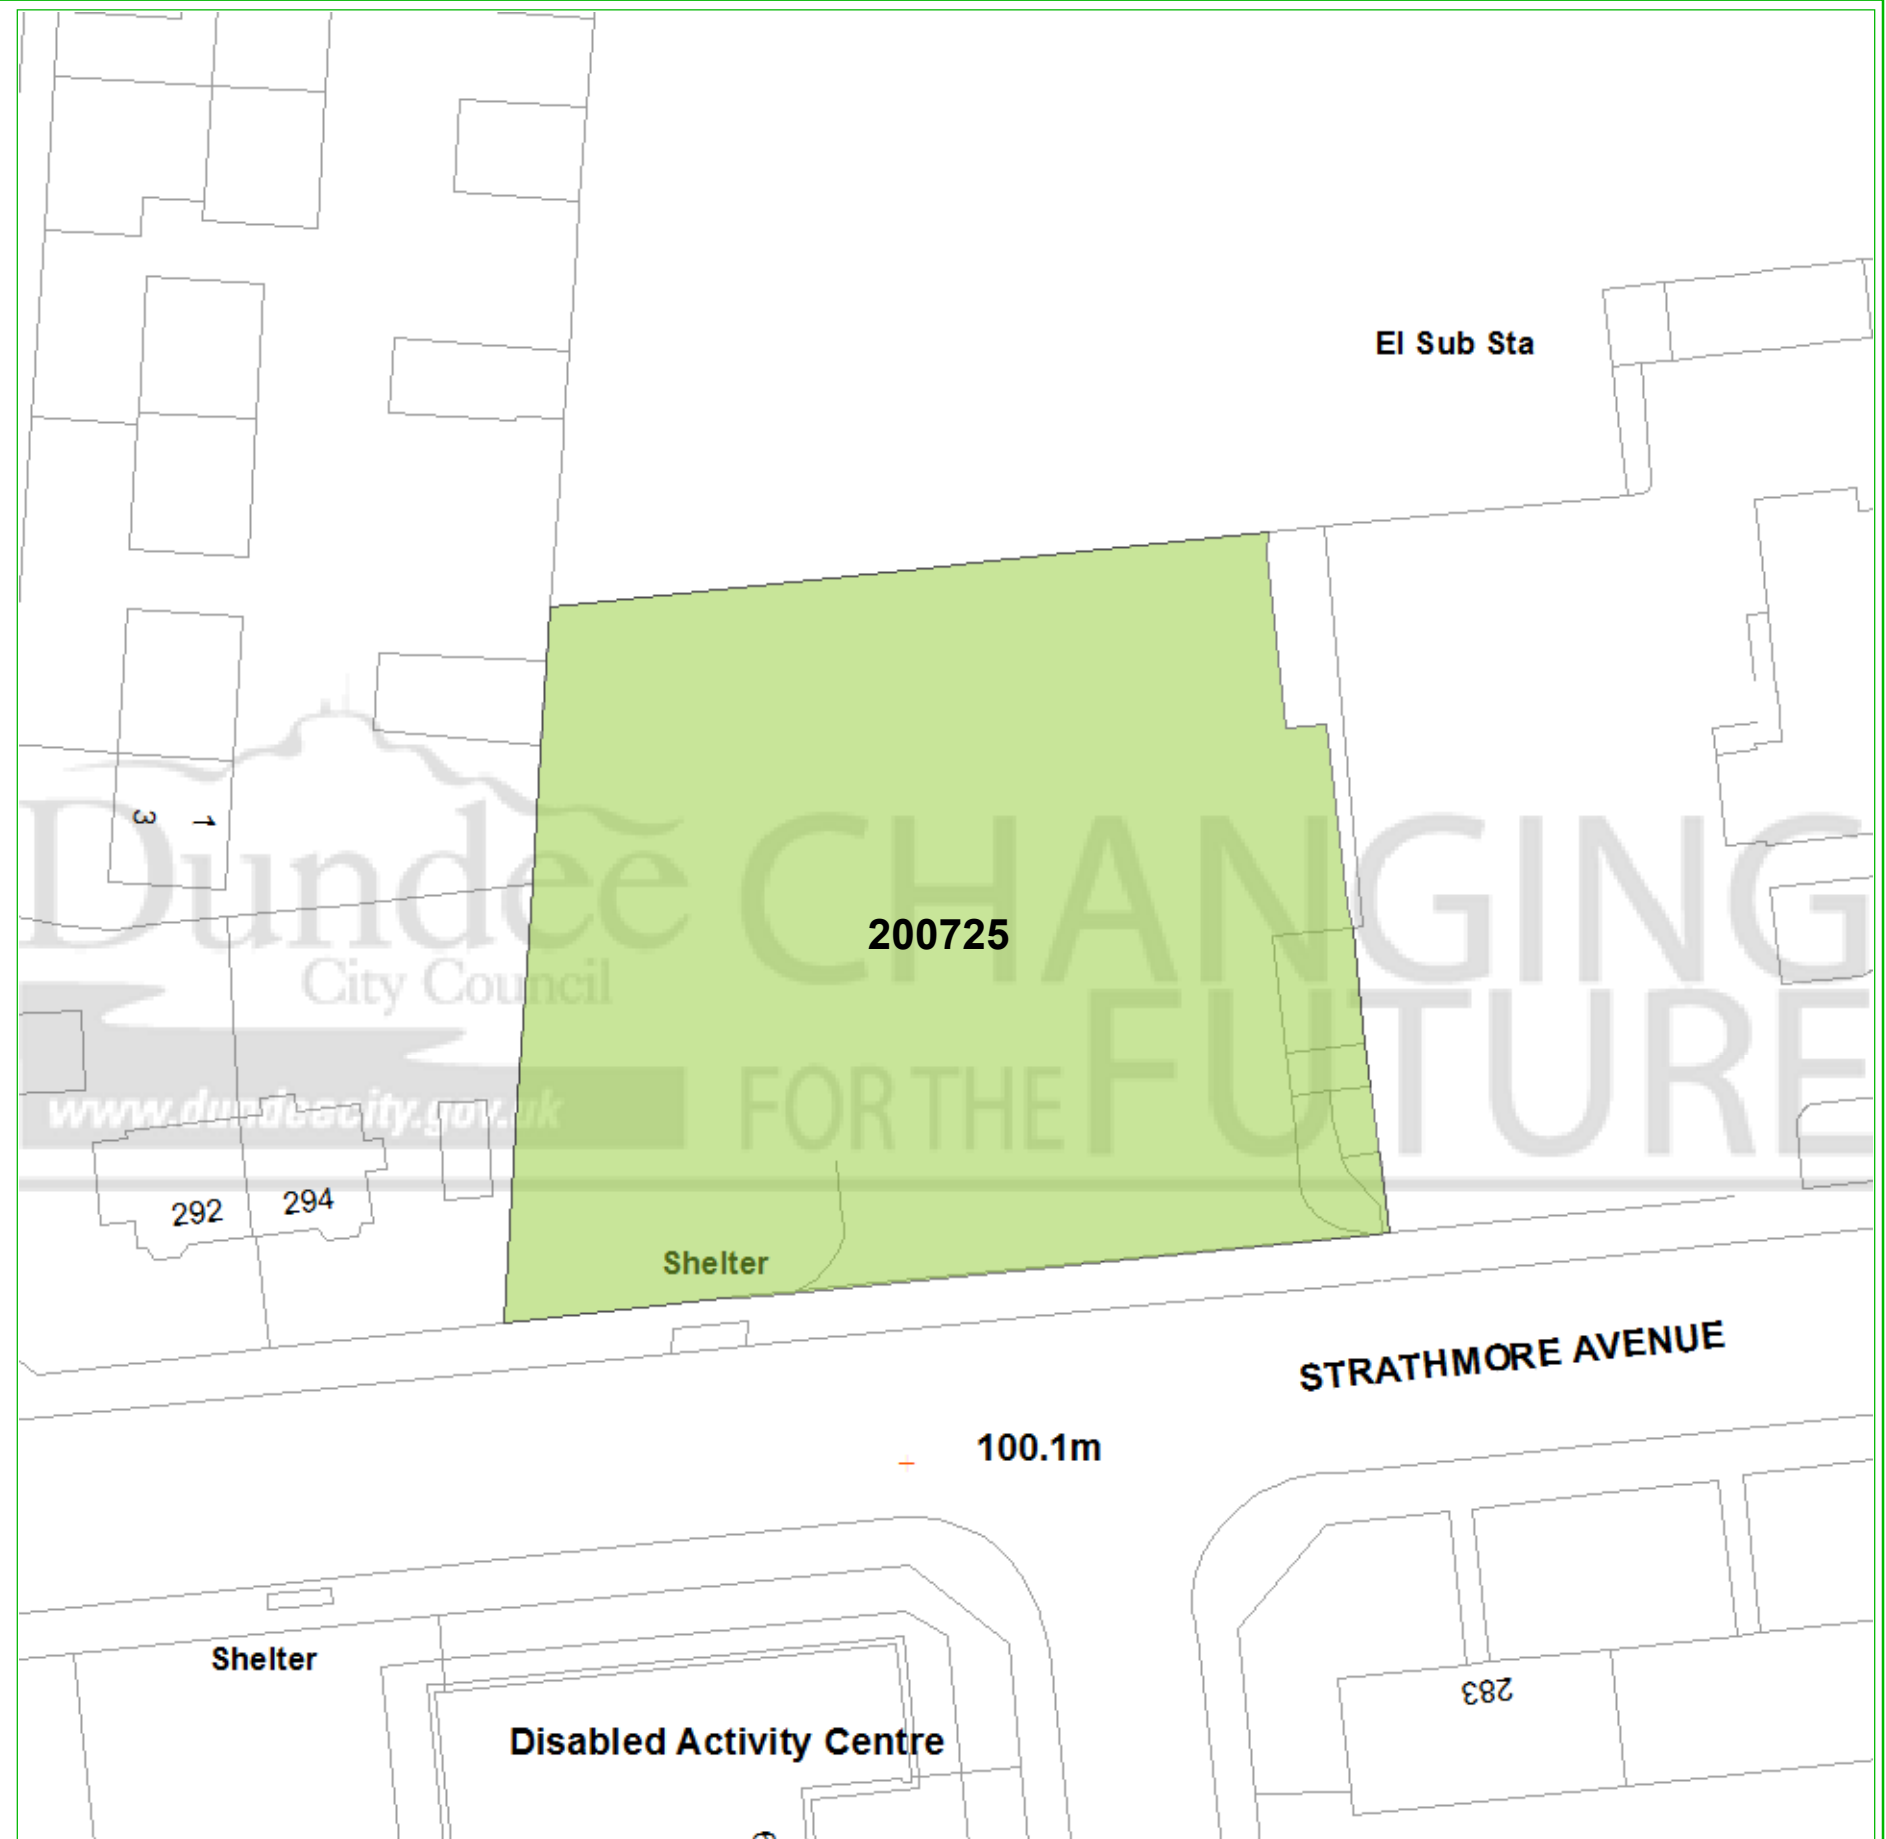 El Sub Sta
3 1
Dundee
City Council
www.dundeecity.gov.uk
CHANGING
FOR THE FUTURE
200725
292
294
Shelter
STRATHMORE AVENUE
100.1m
Shelter
283
Disabled Activity Centre